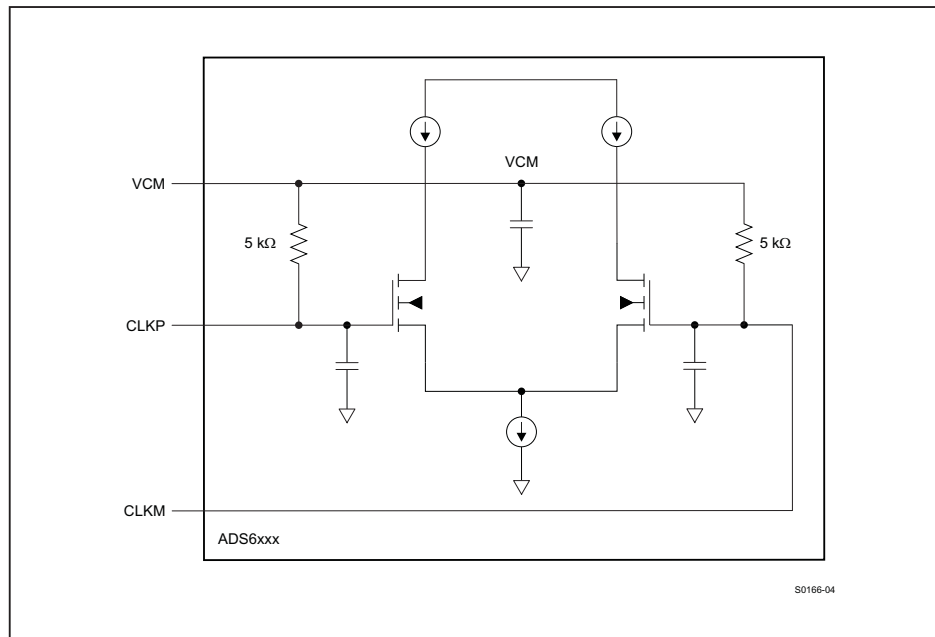 VCM
VCM
5 kΩ
5 kΩ
CLKP
CLKM
ADS6xxx
S0166-04